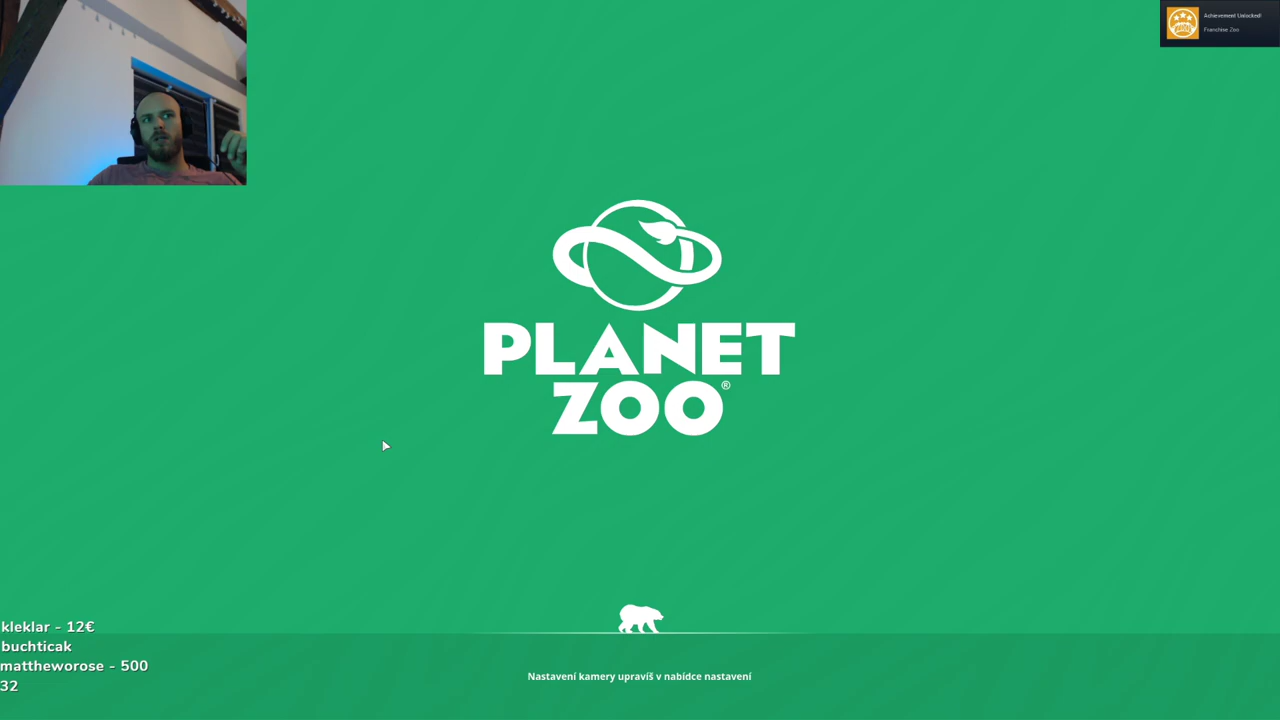 Achievement Unlocked!
Franchise Zoo
PLANET
ZOO®
kleklar - 12€
buchticak
mattheworose - 500
32
Nastavení kamery upravíš v nabídce nastavení